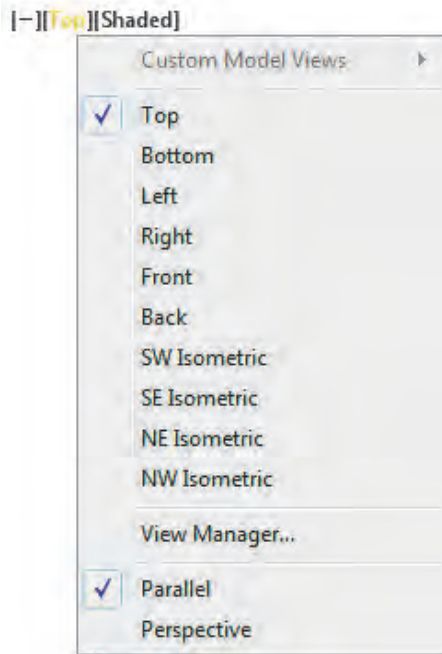 [−][Top][Shaded]
Custom Model Views
Top
Bottom
Left
Right
Front
Back
SW Isometric
SE Isometric
NE Isometric
NW Isometric
View Manager...
Parallel
Perspective